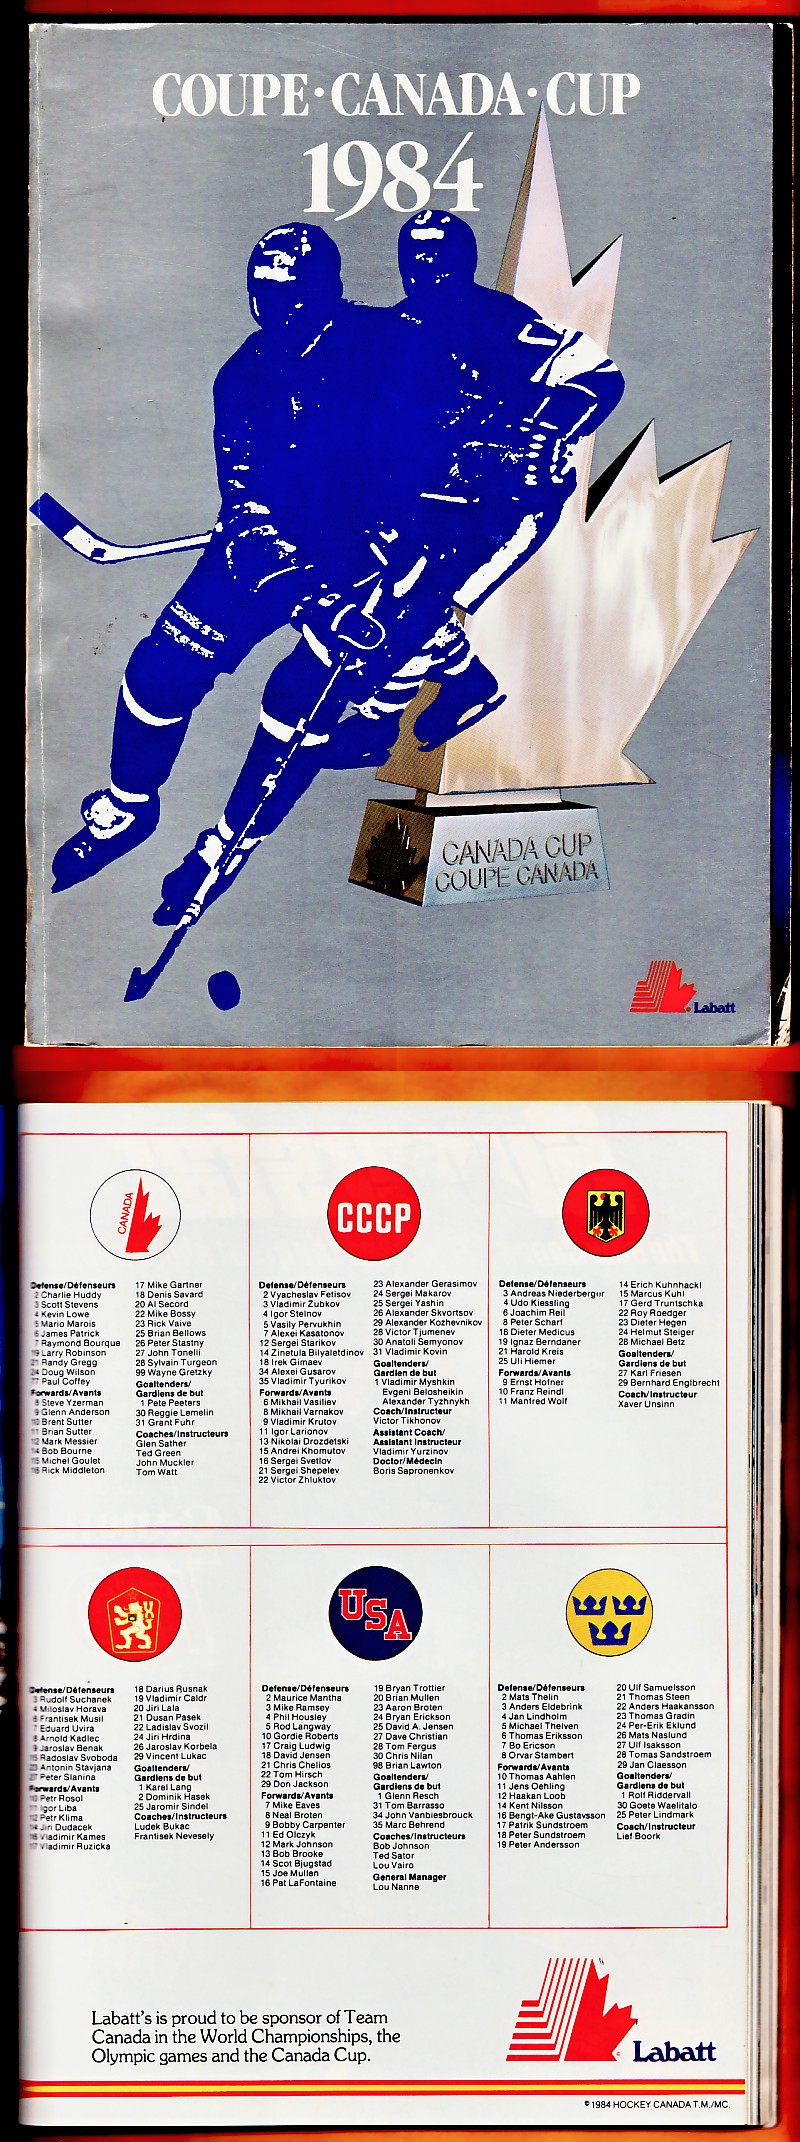 COUPE·CANADA·CUP
1984
CANADA CUP
COUPE CANADA
Labatt
CANADA
Defense/Défenseurs
2 Charlie Huddy
3 Scott Stevens
4 Kevin Lowe
5 Mario Marois
6 James Patrick
7 Raymond Bourque
19 Larry Robinson
21 Randy Gregg
24 Doug Wilson
77 Paul Coffey
Forwards/Avants
8 Steve Yzerman
9 Glenn Anderson
10 Brent Sutter
11 Brian Sutter
12 Mark Messier
14 Bob Bourne
15 Michel Goulet
16 Rick Middleton
17 Mike Gartner
18 Denis Savard
20 Al Secord
22 Mike Bossy
23 Rick Vaive
25 Brian Bellows
26 Peter Stastny
27 John Tonelli
28 Sylvain Turgeon
99 Wayne Gretzky
Goaltenders/
Gardiens de but
1 Pete Peeters
30 Reggie Lemelin
31 Grant Fuhr
Coaches/Instructeurs
Glen Sather
Ted Green
John Muckler
Tom Watt
CCCP
Defense/Défenseurs
2 Vyacheslav Fetisov
3 Vladimir Zubkov
4 Igor Stelnov
5 Vasily Pervukhin
7 Alexei Kasatonov
12 Sergei Starikov
14 Zinetula Bilyaletdinov
18 Irek Gimaev
34 Alexei Gusarov
35 Vladimir Tyurikov
Forwards/Avants
6 Mikhail Vasiliev
8 Mikhail Varnakov
9 Vladimir Krutov
11 Igor Larionov
13 Nikolai Drozdetski
15 Andrei Khomutov
16 Sergei Svetlov
21 Sergei Shepelev
22 Victor Zhluktov
23 Alexander Gerasimov
24 Sergei Makarov
25 Sergei Yashin
26 Alexander Skvortsov
29 Alexander Kozhevnikov
28 Victor Tjumenev
30 Anatoli Semyonov
31 Vladimir Kovin
Goaltenders/
Gardien de but
1 Vladimir Myshkin
Evgeni Belosheikin
Alexander Tyzhnykh
Coach/Instructeur
Victor Tikhonov
Assistant Coach/
Assistant Instructeur
Vladimir Yurzinov
Doctor/Médecin
Boris Sapronenkov
Defense/Défenseurs
3 Andreas Niederberger
4 Udo Kiessling
6 Joachim Reil
8 Peter Scharf
18 Dieter Medicus
19 Ignaz Berndaner
21 Harold Kreis
25 Uli Hiemer
Forwards/Avants
9 Ernst Hofner
10 Franz Reindl
11 Manfred Wolf
14 Erich Kuhnhackl
15 Marcus Kuhl
17 Gerd Truntschka
22 Roy Roedger
23 Dieter Hegen
24 Helmut Steiger
28 Michael Betz
Goaltenders/
Gardiens de but
27 Karl Friesen
29 Bernhard Englbrecht
Coach/Instructeur
Xaver Unsinn
Defense/Défenseurs
3 Rudolf Suchanek
4 Miloslav Horava
6 Frantisek Musil
7 Eduard Uvira
8 Arnold Kadlec
9 Jaroslav Benak
15 Radoslav Svoboda
23 Antonin Stavjana
27 Peter Slanina
Forwards/Avants
10 Petr Rosol
11 Igor Liba
12 Petr Klima
14 Jiri Dudacek
16 Vladimir Kames
17 Vladimir Ruzicka
18 Darius Rusnak
19 Vladimir Caldr
20 Jiri Lala
21 Dusan Pasek
22 Ladislav Svozil
24 Jiri Hrdina
26 Jaroslav Korbela
29 Vincent Lukac
Goaltenders/
Gardiens de but
1 Karel Lang
2 Dominik Hasek
25 Jaromir Sindel
Coaches/Instructeurs
Ludek Bukac
Frantisek Nevesely
USA
Defense/Défenseurs
2 Maurice Mantha
3 Mike Ramsey
4 Phil Housley
5 Rod Langway
10 Gordie Roberts
17 Craig Ludwig
18 David Jensen
21 Chris Chelios
22 Tom Hirsch
29 Don Jackson
Forwards/Avants
7 Mike Eaves
8 Neal Broten
9 Bobby Carpenter
11 Ed Olczyk
12 Mark Johnson
13 Bob Brooke
14 Scot Bjugstad
15 Joe Mullen
16 Pat LaFontaine
19 Bryan Trottier
20 Brian Mullen
23 Aaron Broten
24 Bryan Erickson
25 David A. Jensen
27 Dave Christian
28 Tom Fergus
30 Chris Nilan
98 Brian Lawton
Goaltenders/
Gardiens de but
1 Glenn Resch
31 Tom Barrasso
34 John Vanbiesbrouck
35 Marc Behrend
Coaches/Instructeurs
Bob Johnson
Ted Sator
Lou Vairo
General Manager
Lou Nanne
Defense/Défenseurs
2 Mats Thelin
3 Anders Eldebrink
4 Jan Lindholm
5 Michael Thelven
6 Thomas Eriksson
7 Bo Ericson
8 Orvar Stambert
Forwards/Avants
10 Thomas Aahlen
11 Jens Oehling
12 Haakan Loob
14 Kent Nilsson
16 Bengt-Ake Gustavsson
17 Patrik Sundstroem
18 Peter Sundstroem
19 Peter Andersson
20 Ulf Samuelsson
21 Thomas Steen
22 Anders Haakansson
23 Thomas Gradin
24 Per-Erik Eklund
26 Mats Naslund
27 Ulf Isaksson
28 Tomas Sandstroem
29 Jan Claesson
Goaltenders/
Gardiens de but
1 Rolf Riddervall
30 Goete Waelitalo
25 Peter Lindmark
Coach/Instructeur
Lief Boork
Labatt's is proud to be sponsor of Team
Canada in the World Championships, the
Olympic games and the Canada Cup.
Labatt
©1984 HOCKEY CANADA T.M./MC.